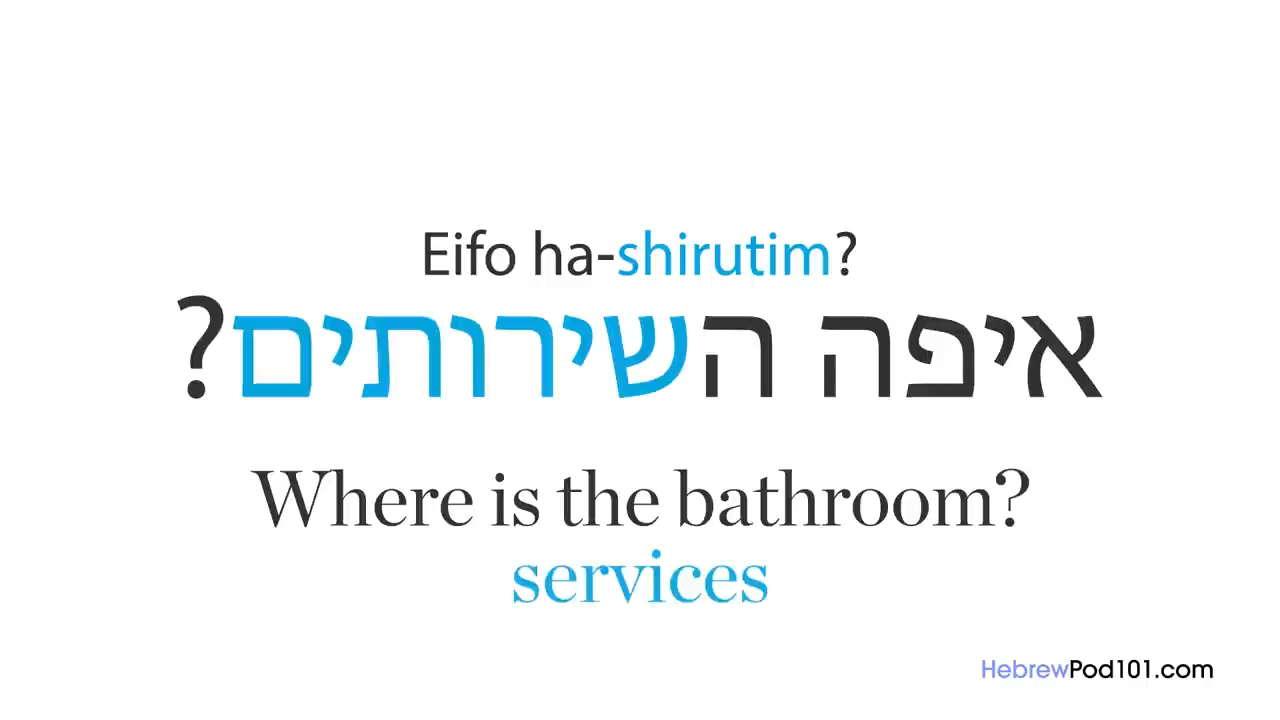 Eifo ha-shirutim?
איפה השירותים?
Where is the bathroom?
services
HebrewPod101.com